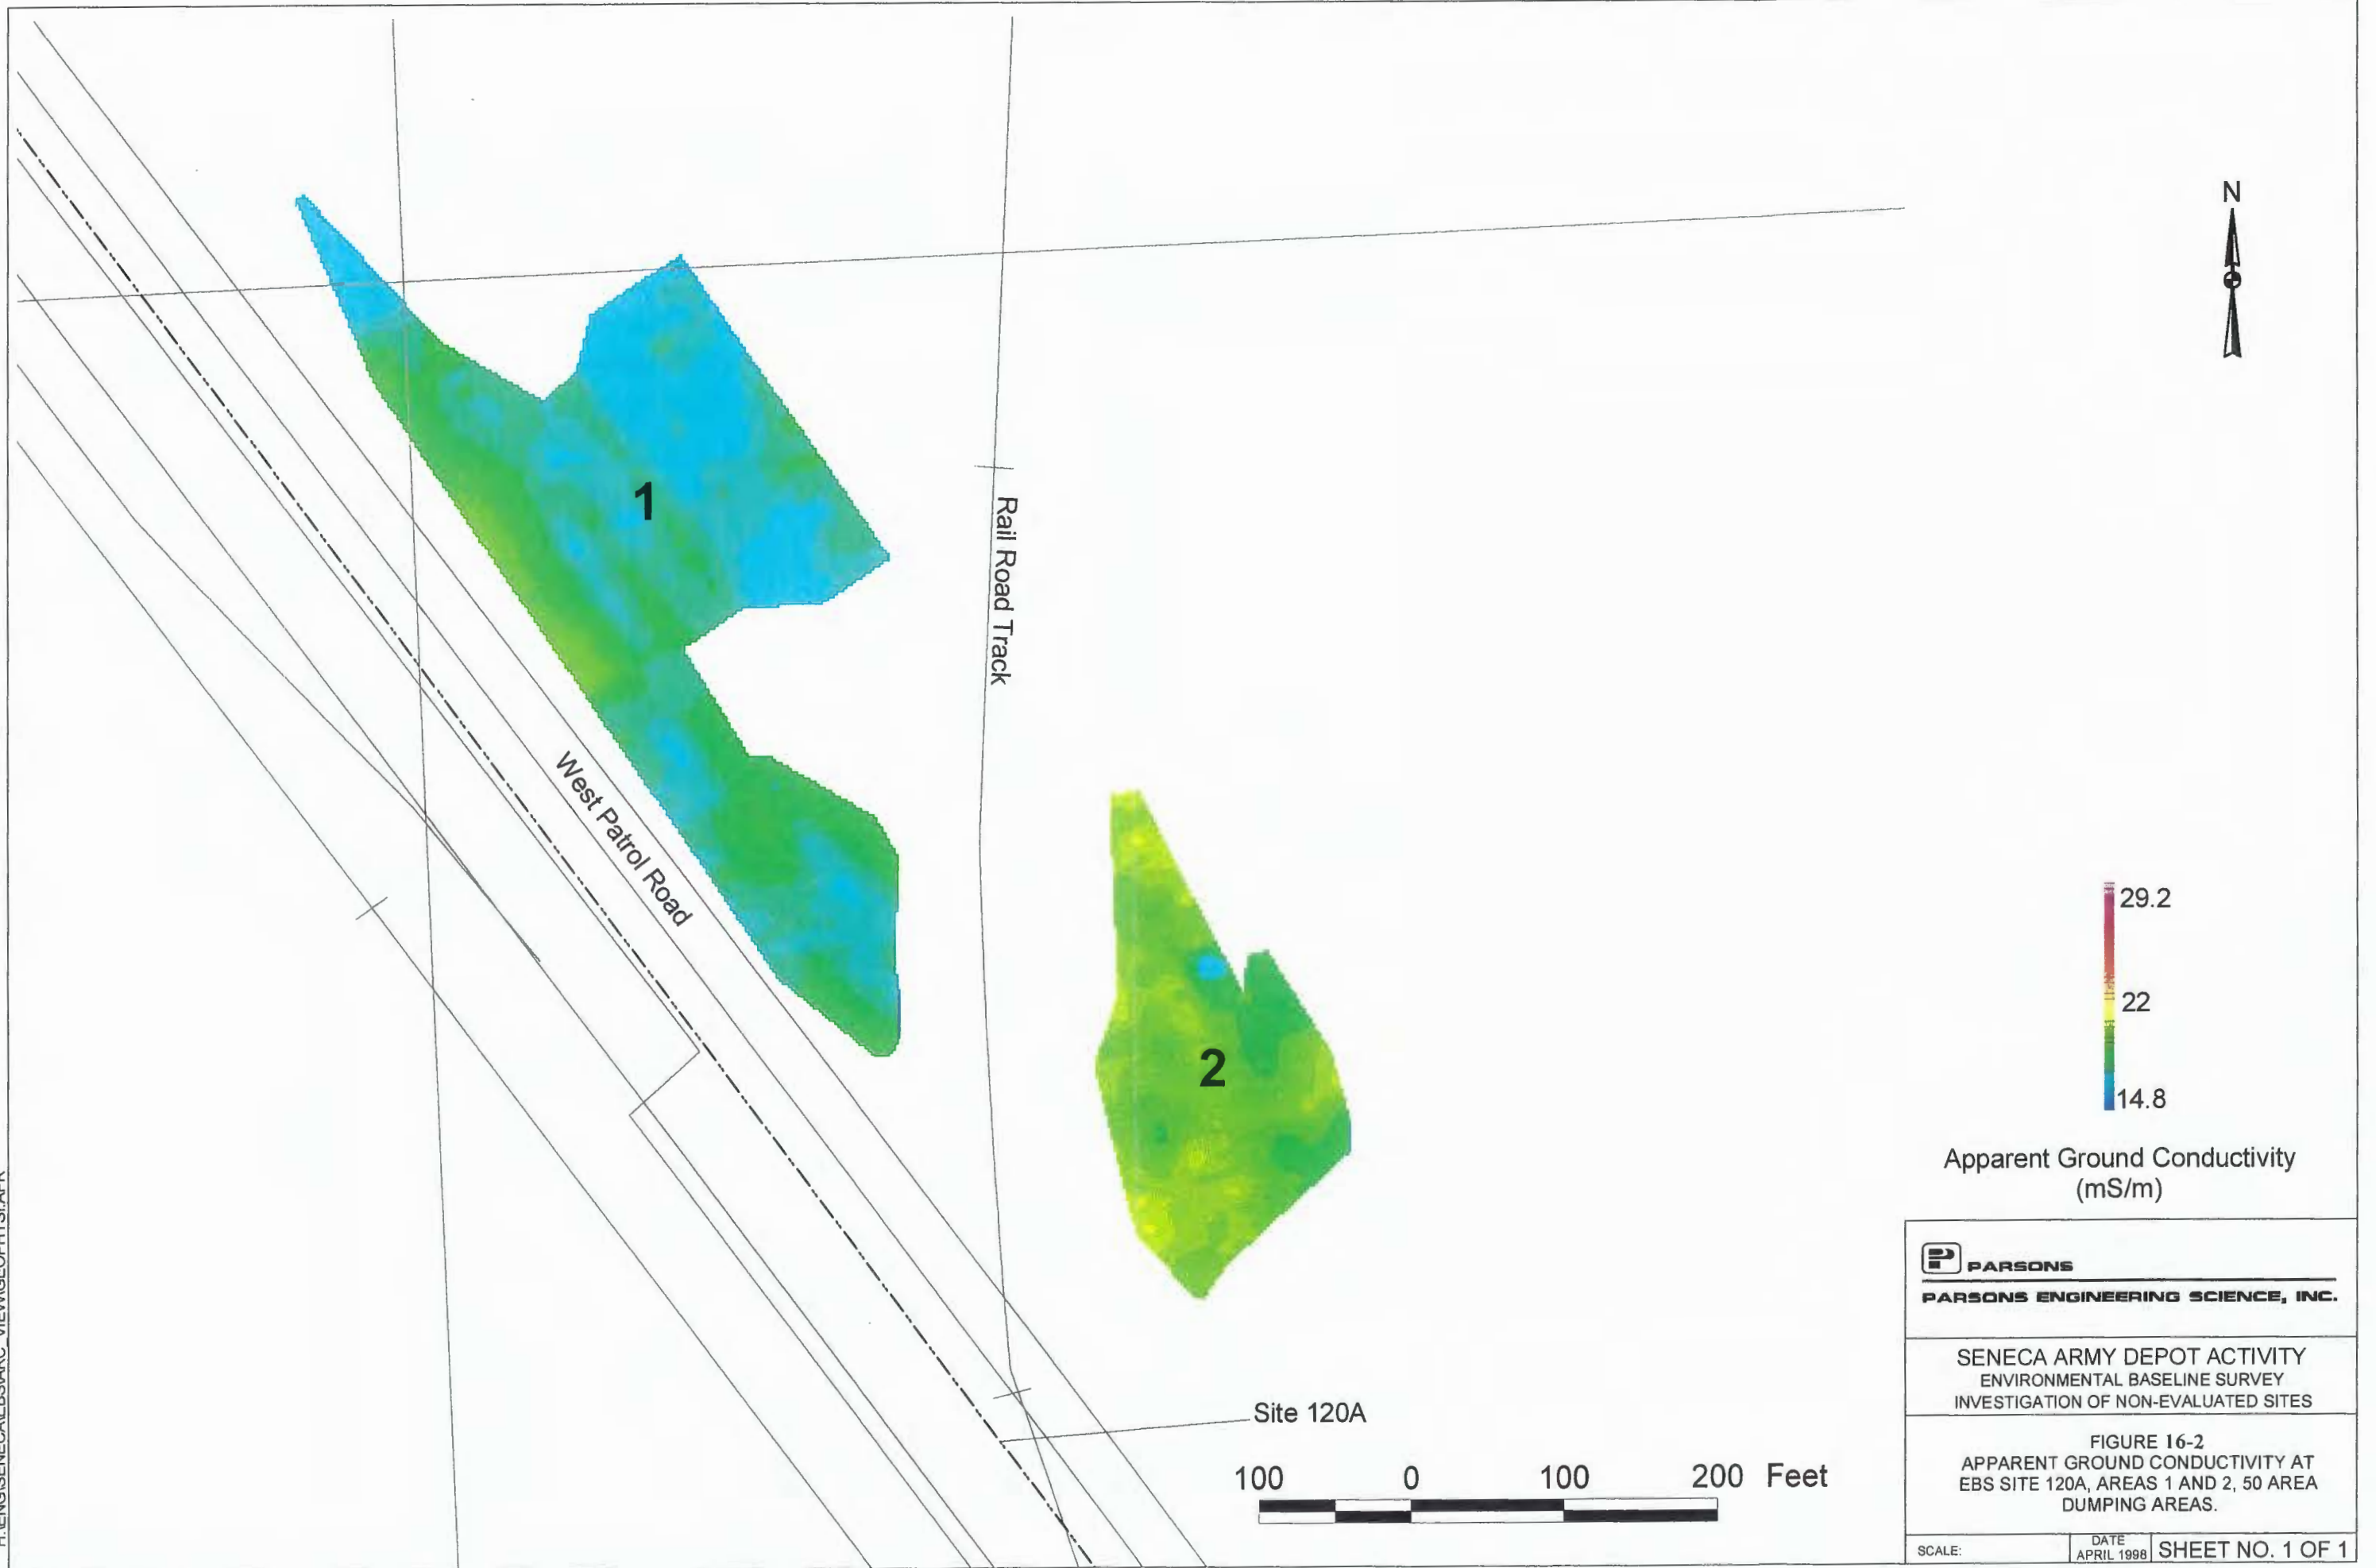 N
1
Rail Road Track
West Patrol Road
2
29.2
22
14.8
Apparent Ground Conductivity
(mS/m)
Site 120A
100 0 100 200 Feet
PARSONS
PARSONS ENGINEERING SCIENCE, INC.
SENECA ARMY DEPOT ACTIVITY
ENVIRONMENTAL BASELINE SURVEY
INVESTIGATION OF NON-EVALUATED SITES
FIGURE 16-2
APPARENT GROUND CONDUCTIVITY AT
EBS SITE 120A, AREAS 1 AND 2, 50 AREA
DUMPING AREAS.
SCALE:
DATE
APRIL 1998
SHEET NO. 1 OF 1